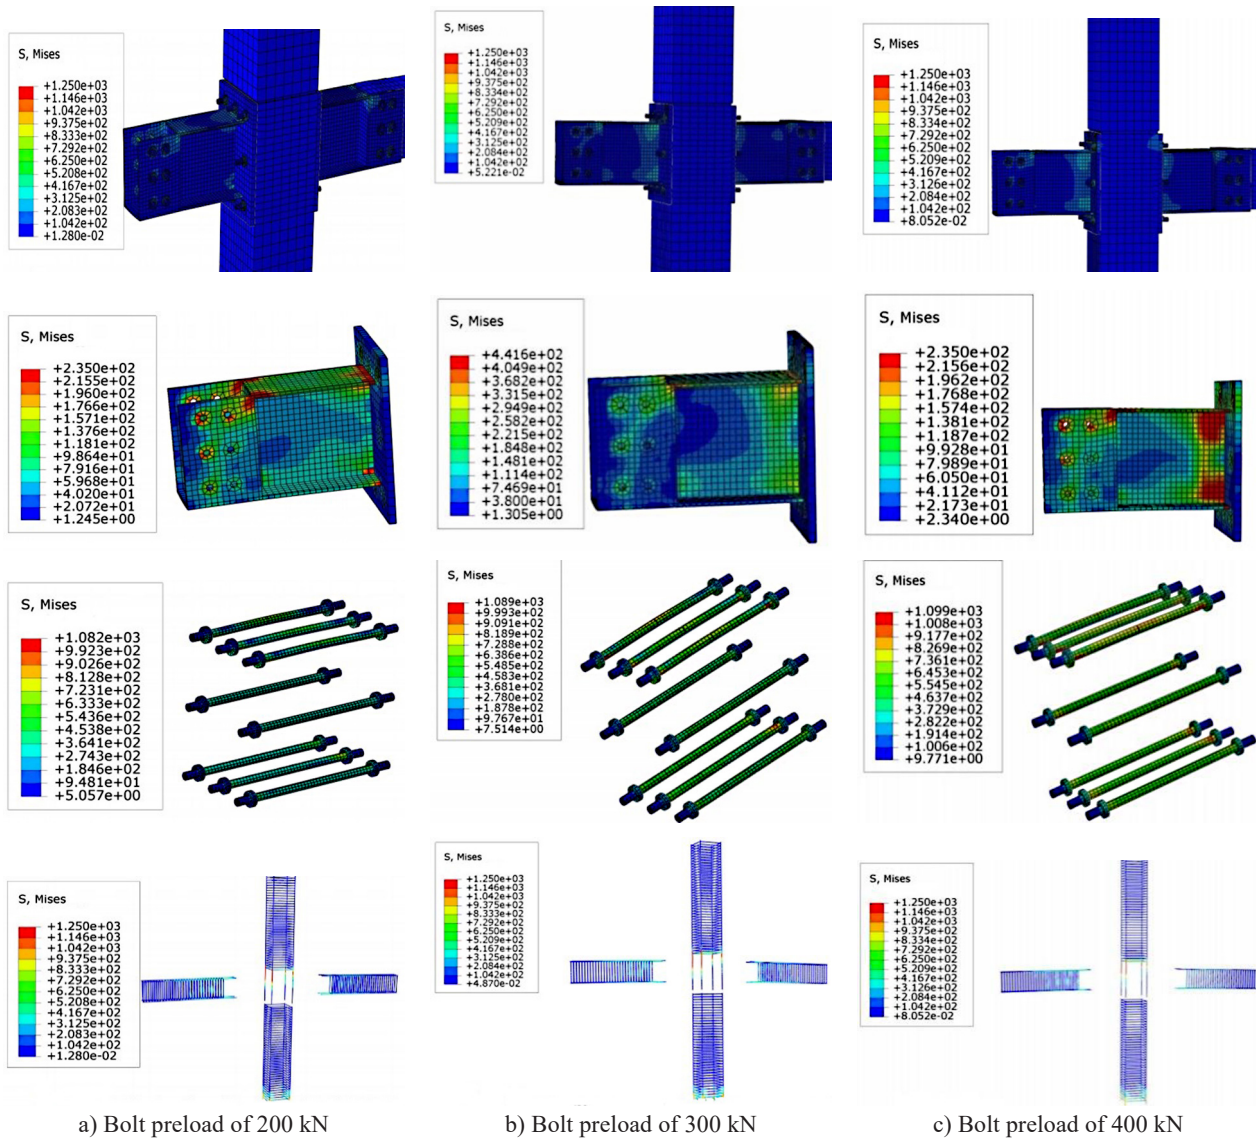 S, Mises
+1.250e+03
+1.146e+03
+1.042e+03
+9.375e+02
+8.333e+02
+7.292e+02
+6.250e+02
+5.208e+02
+4.167e+02
+3.125e+02
+2.083e+02
+1.042e+02
+1.280e-02
S, Mises
+1.250e+03
+1.146e+03
+1.042e+03
+9.375e+02
+8.334e+02
+7.292e+02
+6.250e+02
+5.209e+02
+4.167e+02
+3.125e+02
+2.084e+02
+1.042e+02
+5.221e-02
S, Mises
+1.250e+03
+1.146e+03
+1.042e+03
+9.375e+02
+8.334e+02
+7.292e+02
+6.250e+02
+5.209e+02
+4.167e+02
+3.126e+02
+2.084e+02
+1.042e+02
+8.052e-02
S, Mises
+2.350e+02
+2.155e+02
+1.960e+02
+1.766e+02
+1.571e+02
+1.376e+02
+1.181e+02
+9.864e+01
+7.916e+01
+5.968e+01
+4.020e+01
+2.072e+01
+1.245e+00
S, Mises
+4.416e+02
+4.049e+02
+3.682e+02
+3.315e+02
+2.949e+02
+2.582e+02
+2.215e+02
+1.848e+02
+1.481e+02
+1.114e+02
+7.469e+01
+3.800e+01
+1.305e+00
S, Mises
+2.350e+02
+2.156e+02
+1.962e+02
+1.768e+02
+1.574e+02
+1.381e+02
+1.187e+02
+9.928e+01
+7.989e+01
+6.050e+01
+4.112e+01
+2.173e+01
+2.340e+00
S, Mises
+1.082e+03
+9.923e+02
+9.026e+02
+8.128e+02
+7.231e+02
+6.333e+02
+5.436e+02
+4.538e+02
+3.641e+02
+2.743e+02
+1.846e+02
+9.481e+01
+5.057e+00
S, Mises
+1.089e+03
+9.993e+02
+9.091e+02
+8.189e+02
+7.288e+02
+6.386e+02
+5.485e+02
+4.583e+02
+3.681e+02
+2.780e+02
+1.878e+02
+9.767e+01
+7.514e+00
S, Mises
+1.099e+03
+1.008e+03
+9.177e+02
+8.269e+02
+7.361e+02
+6.453e+02
+5.545e+02
+4.637e+02
+3.729e+02
+2.822e+02
+1.914e+02
+1.006e+02
+9.771e+00
S, Mises
+1.250e+03
+1.146e+03
+1.042e+03
+9.375e+02
+8.333e+02
+7.292e+02
+6.250e+02
+5.208e+02
+4.167e+02
+3.125e+02
+2.083e+02
+1.042e+02
+1.280e-02
S, Mises
+1.250e+03
+1.146e+03
+1.042e+03
+9.375e+02
+8.333e+02
+7.292e+02
+6.250e+02
+5.209e+02
+4.167e+02
+3.125e+02
+2.084e+02
+1.042e+02
+4.870e-02
S, Mises
+1.250e+03
+1.146e+03
+1.042e+03
+9.375e+02
+8.334e+02
+7.292e+02
+6.250e+02
+5.209e+02
+4.167e+02
+3.126e+02
+2.084e+02
+1.042e+02
+8.052e-02
a) Bolt preload of 200 kN
b) Bolt preload of 300 kN
c) Bolt preload of 400 kN